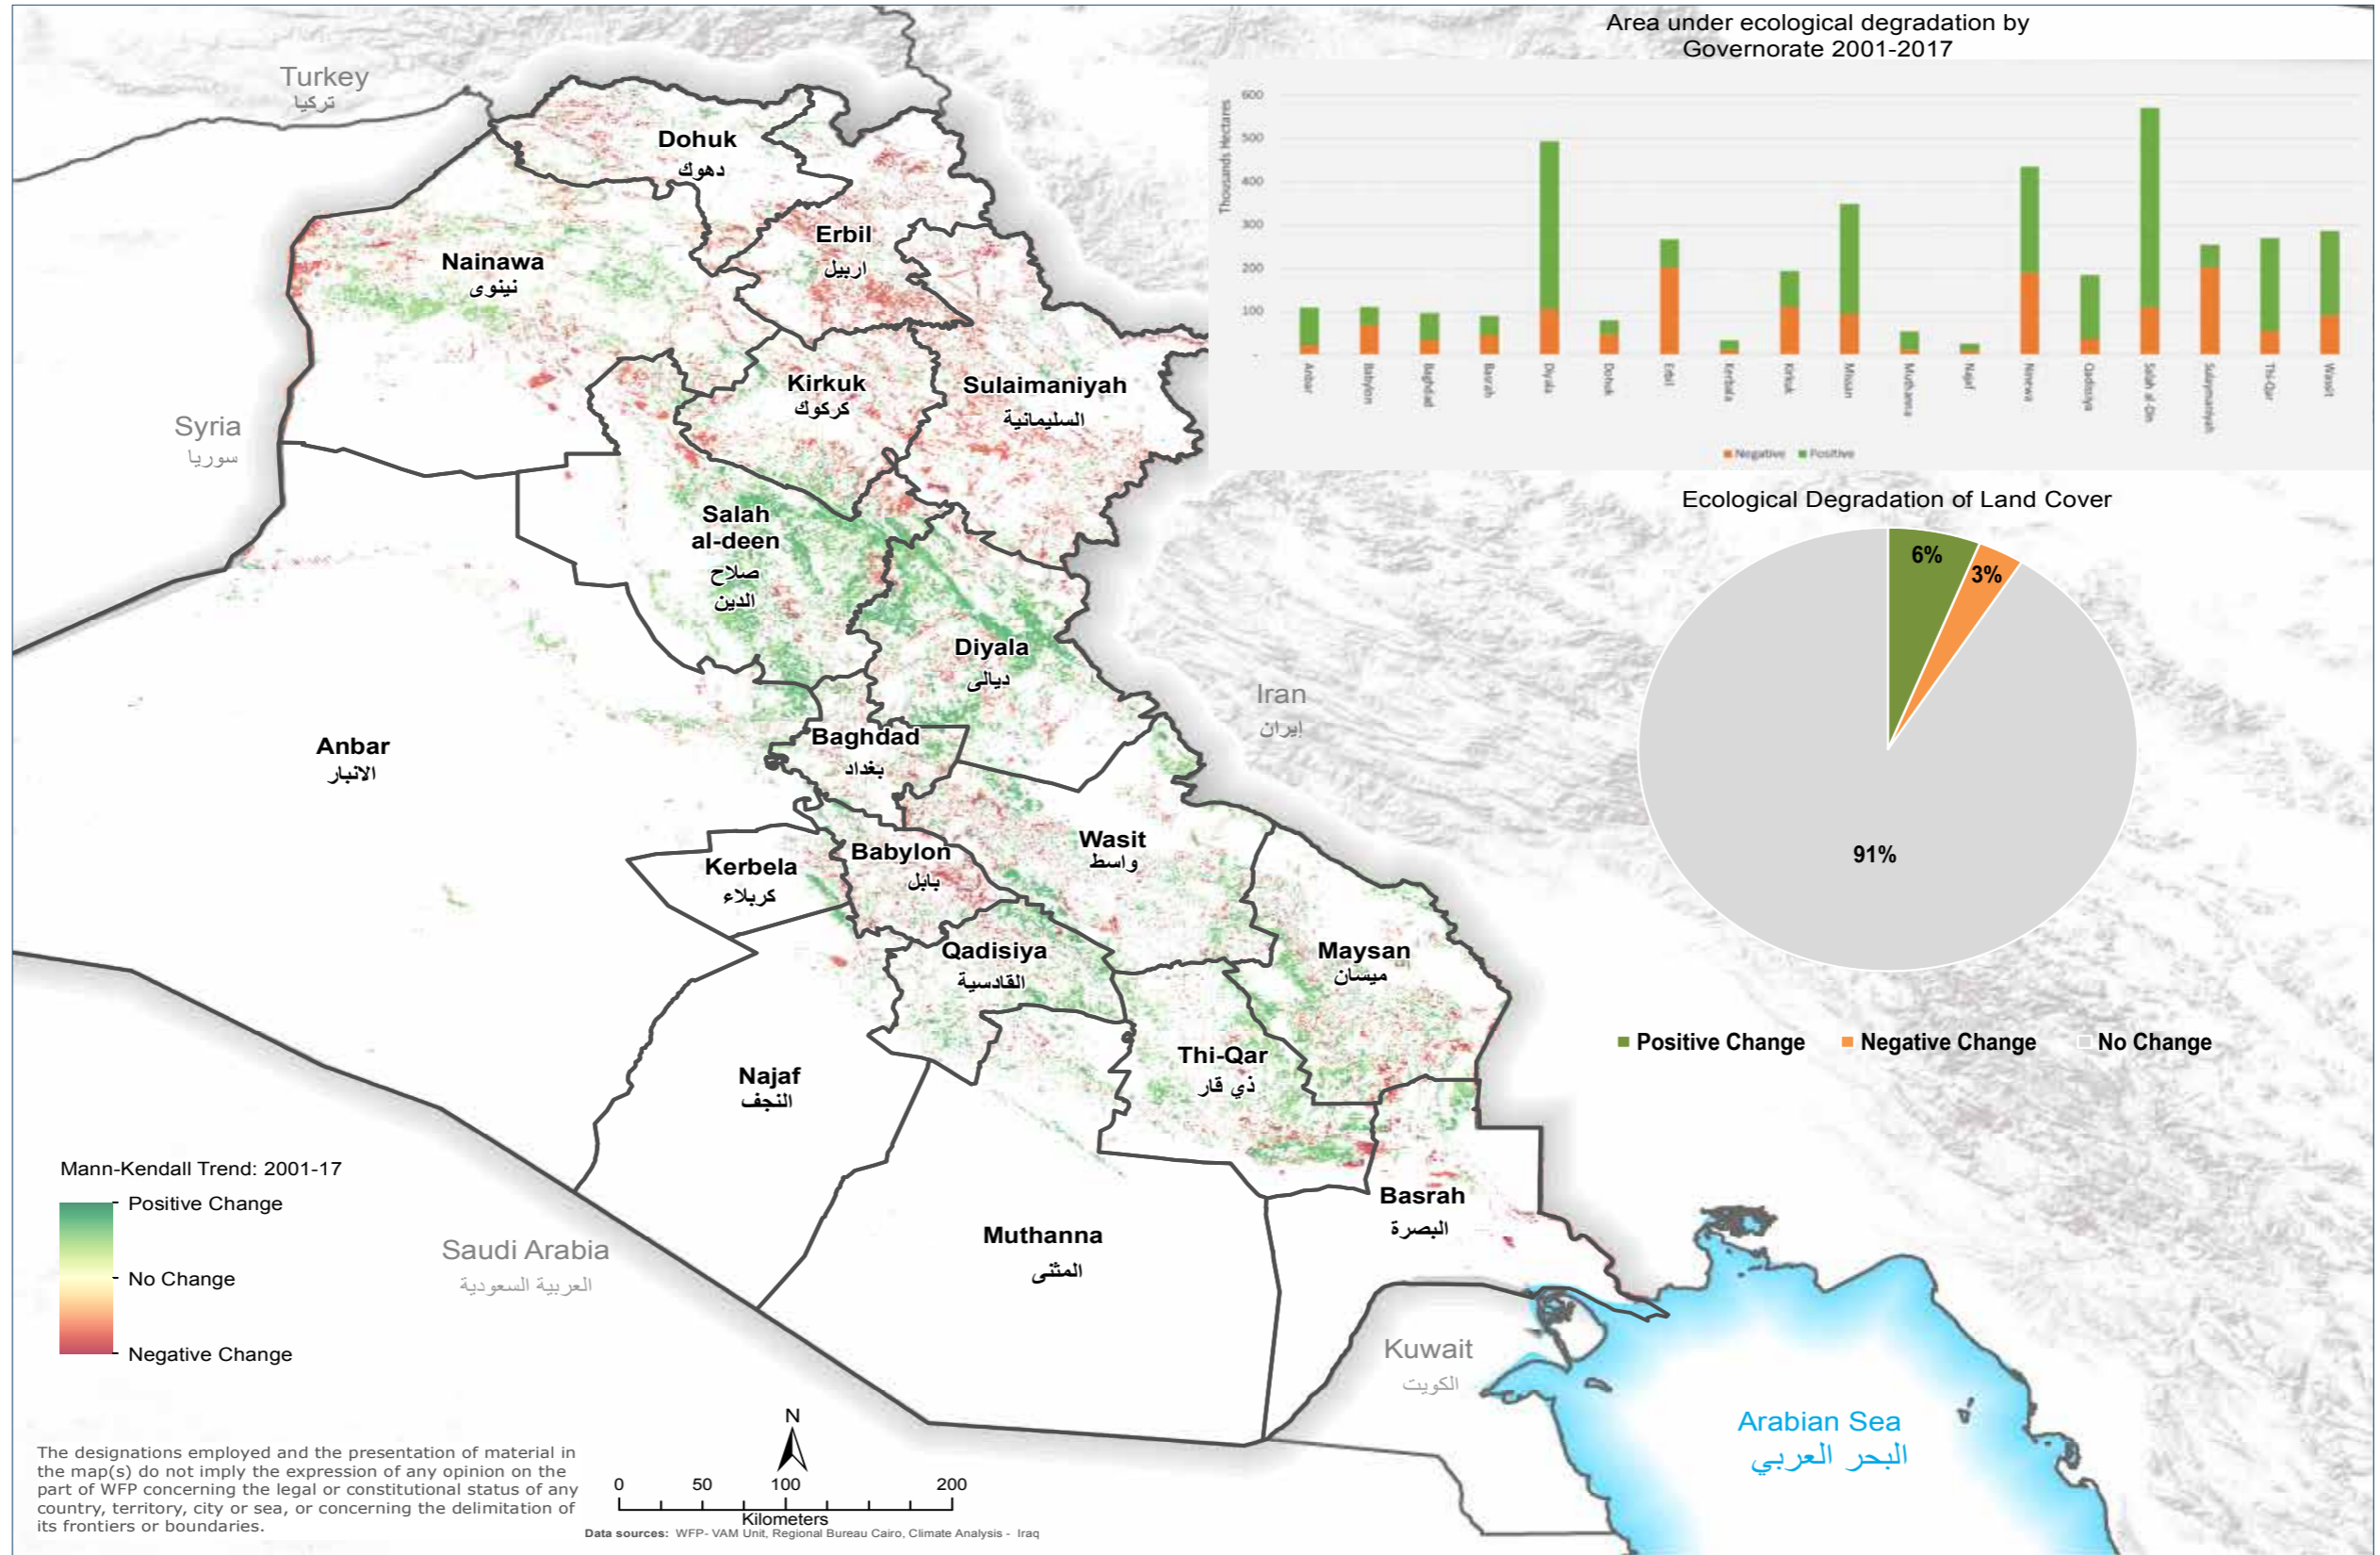 Area under ecological degradation by
Governorate 2001-2017
Thousands Hectares
600
500
400
300
200
100
-
Anbar
Babylon
Baghdad
Basrah
Diyala
Dohuk
Erbil
Kerbala
Kirkuk
Missan
Muthanna
Najaf
Ninewa
Qadissiya
Salah al-Din
Sulaymaniyah
Thi-Qar
Wassit
Negative
Positive
Ecological Degradation of Land Cover
6%
3%
91%
Positive Change
Negative Change
No Change
Turkey
تركيا
Dohuk
دهوك
Erbil
اربيل
Nainawa
نينوى
Kirkuk
كركوك
Sulaimaniyah
السليمانية
Syria
سوريا
Salah
al-deen
صلاح
الدين
Diyala
ديالى
Iran
إيران
Anbar
الانبار
Baghdad
بغداد
Wasit
واسط
Babylon
بابل
Kerbela
كربلاء
Qadisiya
القادسية
Maysan
ميسان
Thi-Qar
ذي قار
Najaf
النجف
Basrah
البصرة
Muthanna
المثنى
Saudi Arabia
العربية السعودية
Kuwait
الكويت
Arabian Sea
البحر العربي
Mann-Kendall Trend: 2001-17
Positive Change
No Change
Negative Change
The designations employed and the presentation of material in
the map(s) do not imply the expression of any opinion on the
part of WFP concerning the legal or constitutional status of any
country, territory, city or sea, or concerning the delimitation of
its frontiers or boundaries.
N
0 50 100 200
Kilometers
Data sources: WFP- VAM Unit, Regional Bureau Cairo, Climate Analysis - Iraq